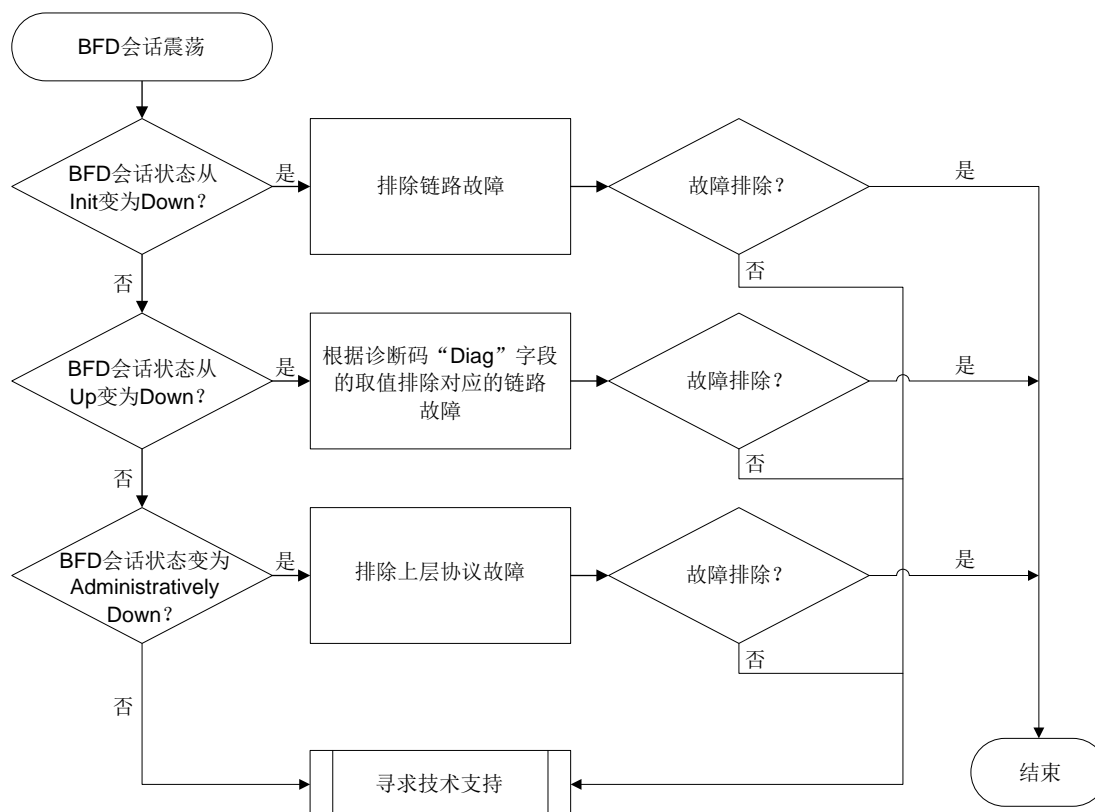 BFD会话震荡
BFD会话状态从
Init变为Down？
是
排除链路故障
故障排除？
是
否
否
BFD会话状态从
Up变为Down？
是
根据诊断码“Diag”字段
的取值排除对应的链路
故障
故障排除？
是
否
否
BFD会话状态变为
Administratively
Down？
是
排除上层协议故障
故障排除？
是
否
否
寻求技术支持
结束